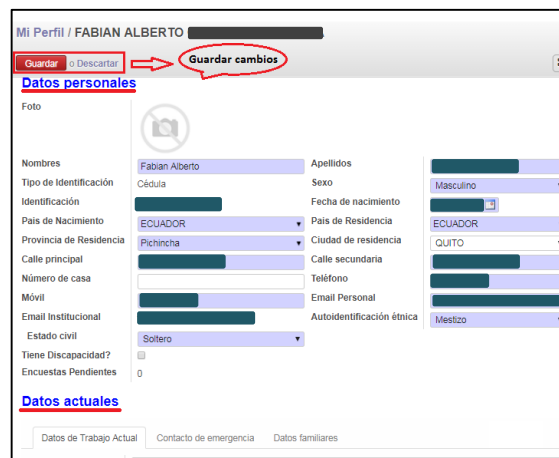 Mi Perfil / FABIAN ALBERTO
Guardar o Descartar
Guardar cambios
Datos personales
Foto
Nombres Fabian Alberto Apellidos
Tipo de Identificación Cédula Sexo Masculino
Identificación Fecha de nacimiento
Pais de Nacimiento ECUADOR Pais de Residencia ECUADOR
Provincia de Residencia Pichincha Ciudad de residencia QUITO
Calle principal Calle secundaria
Número de casa Teléfono
Móvil Email Personal
Email Institucional Autoidentificación étnica Mestizo
Estado civil Soltero
Tiene Discapacidad?
Encuestas Pendientes 0
Datos actuales
Datos de Trabajo Actual Contacto de emergencia Datos familiares